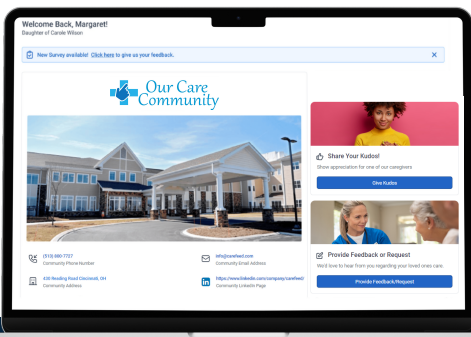 Welcome Back, Margaret!
Daughter of Carole Wilson
New Survey available! Click here to give us your feedback.
Our Care
Community
Share Your Kudos!
Show appreciation for one of our caregivers
Give Kudos
(513) 880-7727
Community Phone Number
info@carefeed.com
Community Email Address
430 Reading Road Cincinnati, OH
Community Address
https://www.linkedin.com/company/carefeed
Community LinkedIn Page
Provide Feedback or Request
We'd love to hear from you regarding your loved ones care.
Provide Feedback/Request